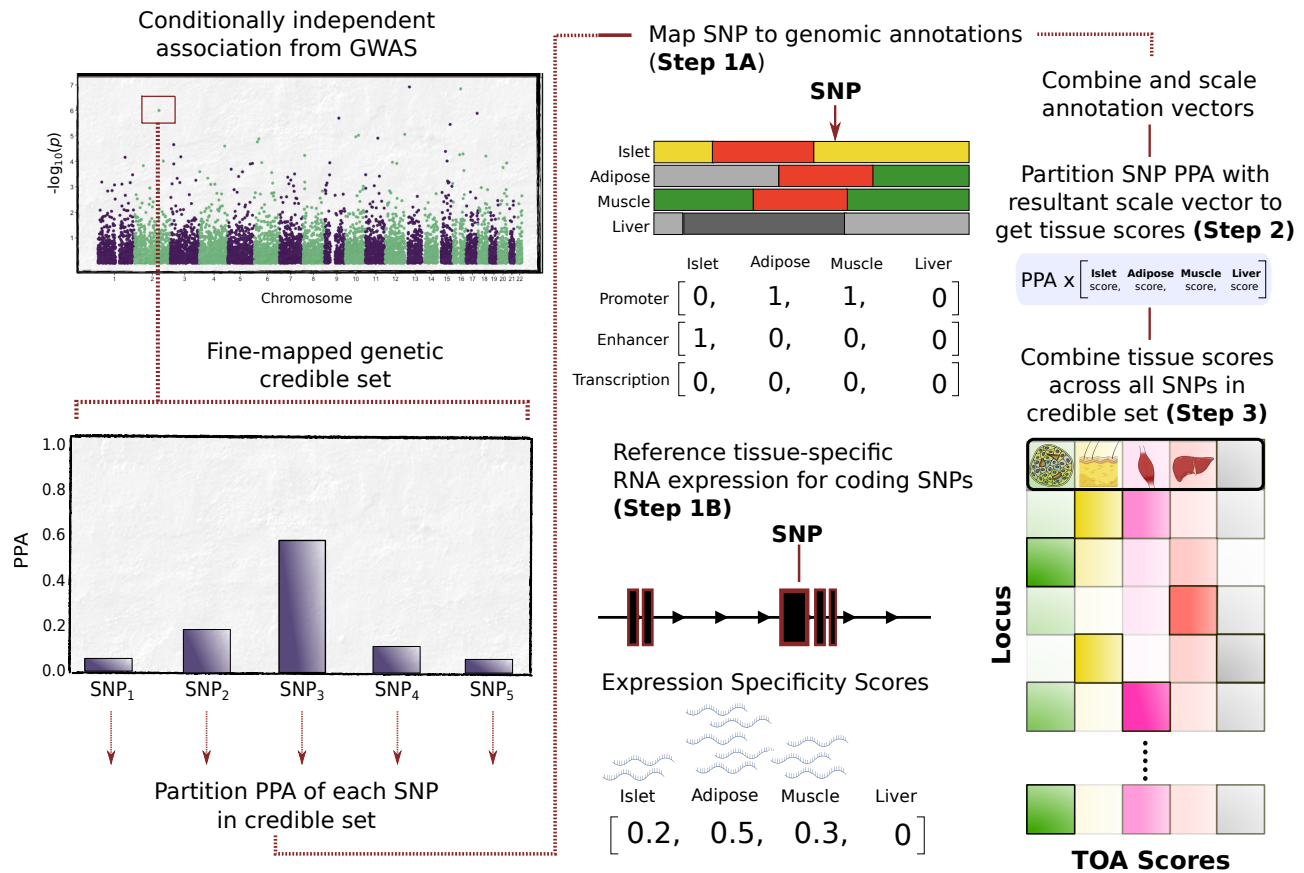 Conditionally independent
association from GWAS
-log10(p)
7
6
5
4
3
2
1
1 2 3 4 5 6 7 8 9 10 11 12 13 14 15 16 17 18 19 20 21 22
Chromosome
Fine-mapped genetic
credible set
PPA
1.0
0.8
0.6
0.4
0.2
0.0
SNP1 SNP2 SNP3 SNP4 SNP5
Partition PPA of each SNP
in credible set
Map SNP to genomic annotations
(Step 1A)
SNP
Islet
Adipose
Muscle
Liver
Islet Adipose Muscle Liver
Promoter [0, 1, 1, 0]
Enhancer [1, 0, 0, 0]
Transcription [0, 0, 0, 0]
Reference tissue-specific
RNA expression for coding SNPs
(Step 1B)
SNP
Expression Specificity Scores
Islet Adipose Muscle Liver
[0.2, 0.5, 0.3, 0]
Combine and scale
annotation vectors
Partition SNP PPA with
resultant scale vector to
get tissue scores (Step 2)
PPA x [Islet score, Adipose score, Muscle score, Liver score]
Combine tissue scores
across all SNPs in
credible set (Step 3)
Locus
TOA Scores